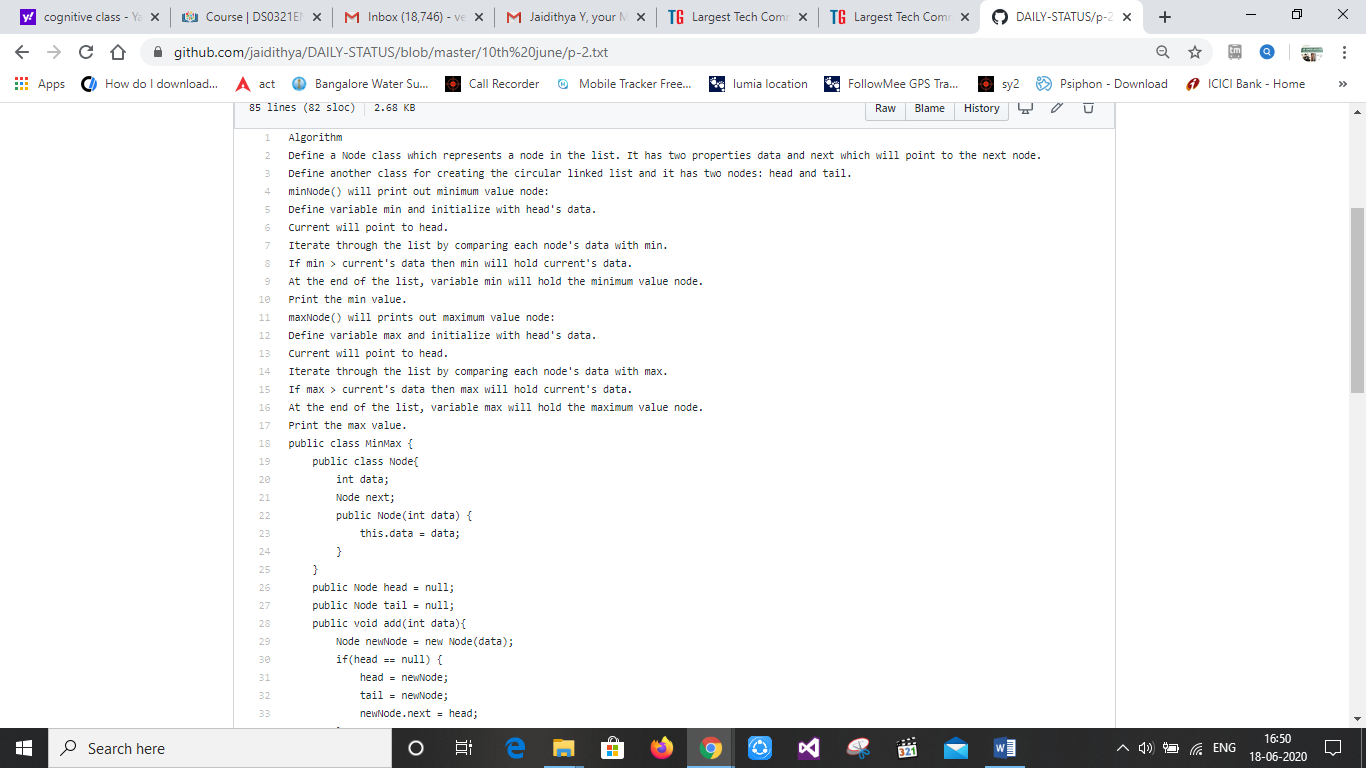 cognitive class - Ya
Course | DS0321EN
Inbox (18,746) - ve
Jaidithya Y, your M
TG Largest Tech Comm
TG Largest Tech Comm
DAILY-STATUS/p-2
github.com/jaidithya/DAILY-STATUS/blob/master/10th%20june/p-2.txt
Apps
How do I download...
act
Bangalore Water Su...
Call Recorder
Mobile Tracker Free...
lumia location
FollowMee GPS Tra...
sy2
Psiphon - Download
ICICI Bank - Home
»
85 lines (82 sloc) 2.68 KB
Raw Blame History
1 Algorithm
2 Define a Node class which represents a node in the list. It has two properties data and next which will point to the next node.
3 Define another class for creating the circular linked list and it has two nodes: head and tail.
4 minNode() will print out minimum value node:
5 Define variable min and initialize with head's data.
6 Current will point to head.
7 Iterate through the list by comparing each node's data with min.
8 If min > current's data then min will hold current's data.
9 At the end of the list, variable min will hold the minimum value node.
10 Print the min value.
11 maxNode() will prints out maximum value node:
12 Define variable max and initialize with head's data.
13 Current will point to head.
14 Iterate through the list by comparing each node's data with max.
15 If max > current's data then max will hold current's data.
16 At the end of the list, variable max will hold the maximum value node.
17 Print the max value.
18 public class MinMax {
19 public class Node{
20 int data;
21 Node next;
22 public Node(int data) {
23 this.data = data;
24 }
25 }
26 public Node head = null;
27 public Node tail = null;
28 public void add(int data){
29 Node newNode = new Node(data);
30 if(head == null) {
31 head = newNode;
32 tail = newNode;
33 newNode.next = head;
Search here
ENG
16:50
18-06-2020